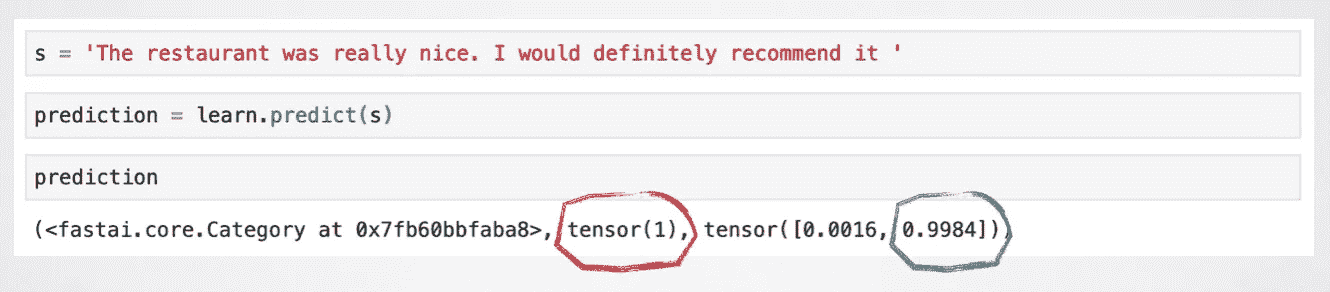 s = 'The restaurant was really nice. I would definitely recommend it '
prediction = learn.predict(s)
prediction
(<fastai.core.Category at 0x7fb60bbfaba8>, tensor(1), tensor([0.0016, 0.9984]))